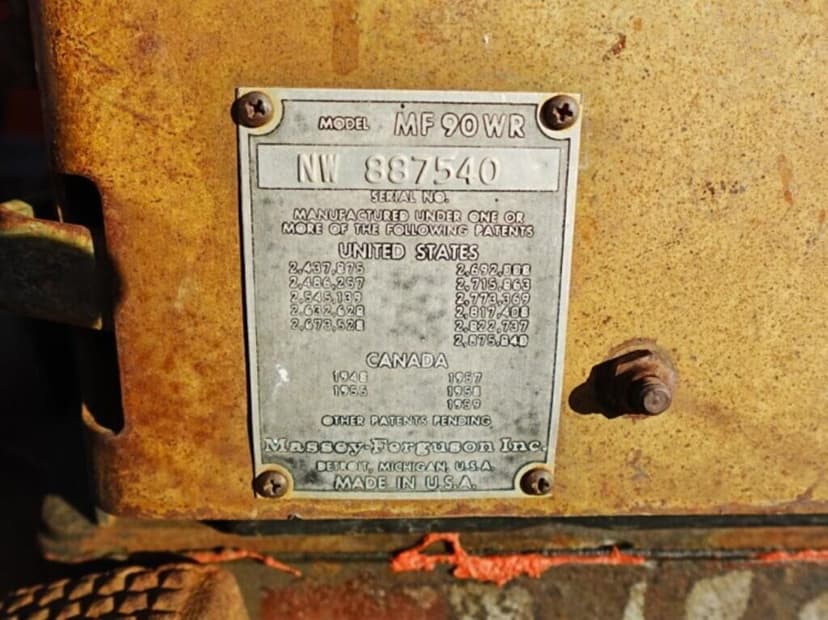 MODEL MF 90 WR
NW 887540
SERIAL NO.
MANUFACTURED UNDER ONE OR
MORE OF THE FOLLOWING PATENTS
UNITED STATES
2,437,875
2,486,257 2,715,863
2,545,139 2,773,369
2,632,628 2,817,408
2,673,528 2,822,737
2,875,848
CANADA
1948 1957
1955 1958
1959
OTHER PATENTS PENDING
Massey-Ferguson Inc.
DETROIT, MICHIGAN, U.S.A.
MADE IN U.S.A.